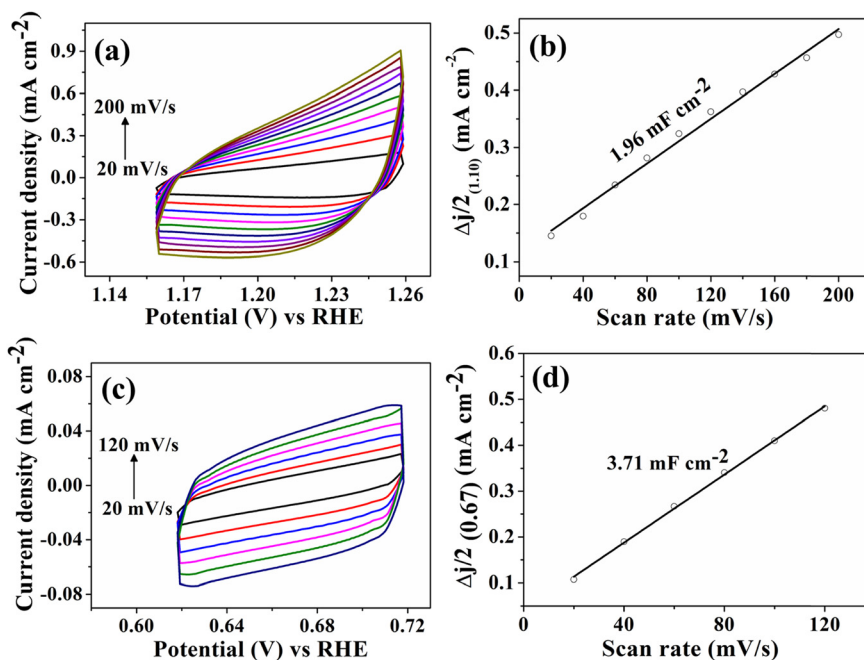 (a)
Current density (mA cm⁻²)
0.9
0.6
0.3
0.0
-0.3
-0.6
200 mV/s
20 mV/s
1.14
1.17
1.20
1.23
1.26
Potential (V) vs RHE
(b)
Δj/2(1.10) (mA cm⁻²)
0.5
0.4
0.3
0.2
0.1
1.96 mF cm⁻²
0
40
80
120
160
200
Scan rate (mV/s)
(c)
Current density (mA cm⁻²)
0.08
0.04
0.00
-0.04
-0.08
120 mV/s
20 mV/s
0.60
0.64
0.68
0.72
Potential (V) vs RHE
(d)
Δj/2 (0.67) (mA cm⁻²)
0.6
0.5
0.4
0.3
0.2
0.1
3.71 mF cm⁻²
0
40
80
120
Scan rate (mV/s)